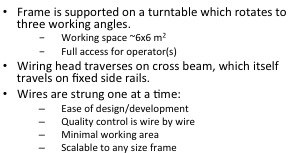 • Frame is supported on a turntable which rotates to
three working angles.
– Working space ~6x6 m²
– Full access for operator(s)
• Wiring head traverses on cross beam, which itself
travels on fixed side rails.
• Wires are strung one at a time:
– Ease of design/development
– Quality control is wire by wire
– Minimal working area
– Scalable to any size frame